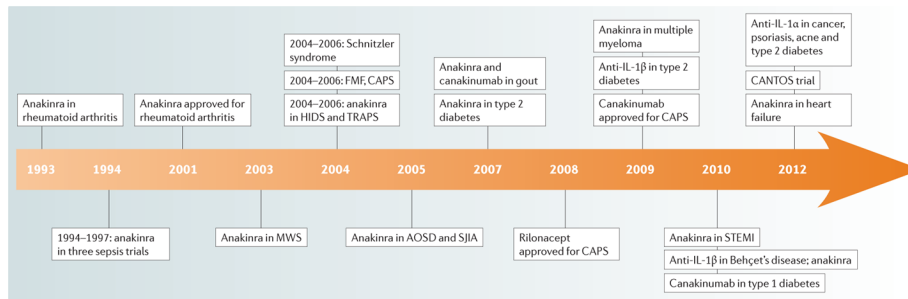 Anakinra in
rheumatoid arthritis
Anakinra approved for
rheumatoid arthritis
2004–2006: Schnitzler
syndrome
2004–2006: FMF, CAPS
2004–2006: anakinra
in HIDS and TRAPS
Anakinra and
canakinumab in gout
Anakinra in type 2
diabetes
Anakinra in multiple
myeloma
Anti-IL-1β in type 2
diabetes
Canakinumab
approved for CAPS
Anti-IL-1α in cancer,
psoriasis, acne and
type 2 diabetes
CANTOS trial
Anakinra in heart
failure
1993 1994 2001 2003 2004 2005 2007 2008 2009 2010 2012
1994–1997: anakinra
in three sepsis trials
Anakinra in MWS
Anakinra in AOSD and SJIA
Rilonacept
approved for CAPS
Anakinra in STEMI
Anti-IL-1β in Behçet's disease; anakinra
Canakinumab in type 1 diabetes